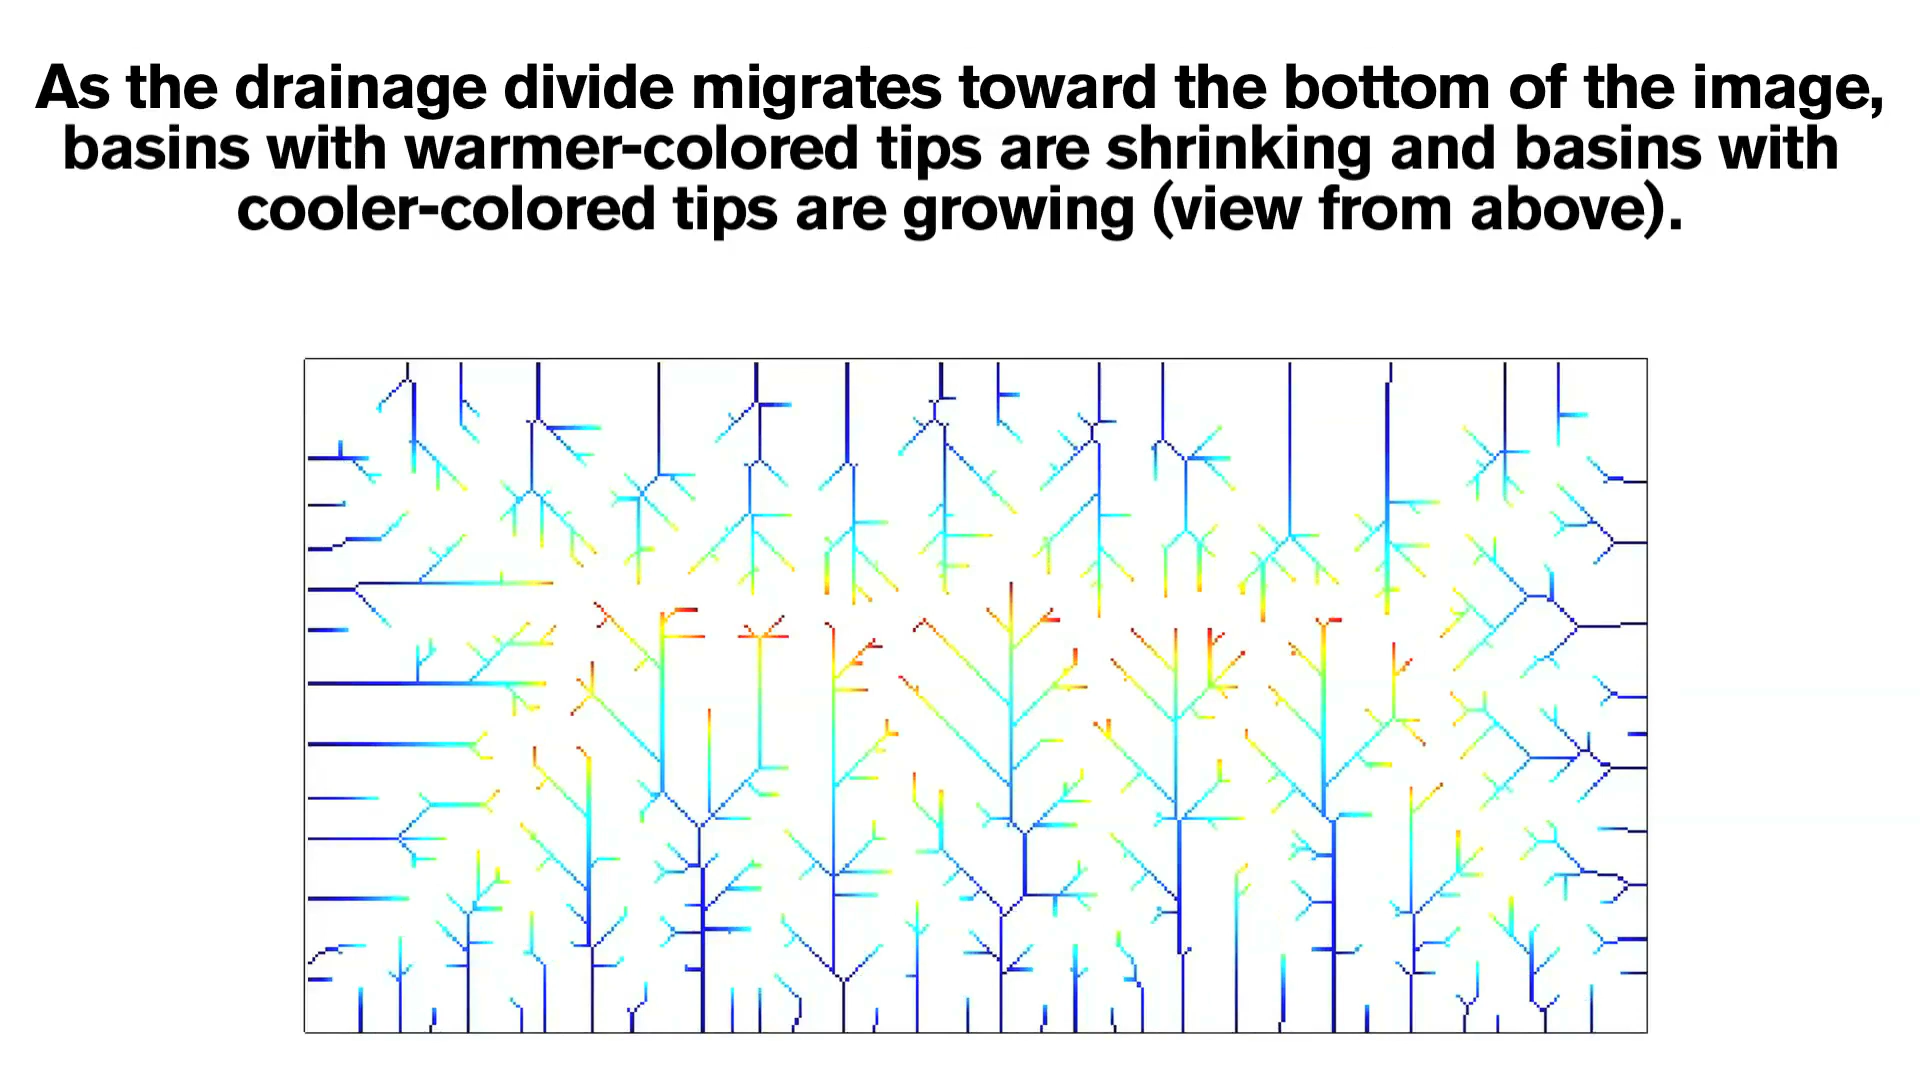 As the drainage divide migrates toward the bottom of the image,
basins with warmer-colored tips are shrinking and basins with
cooler-colored tips are growing (view from above).